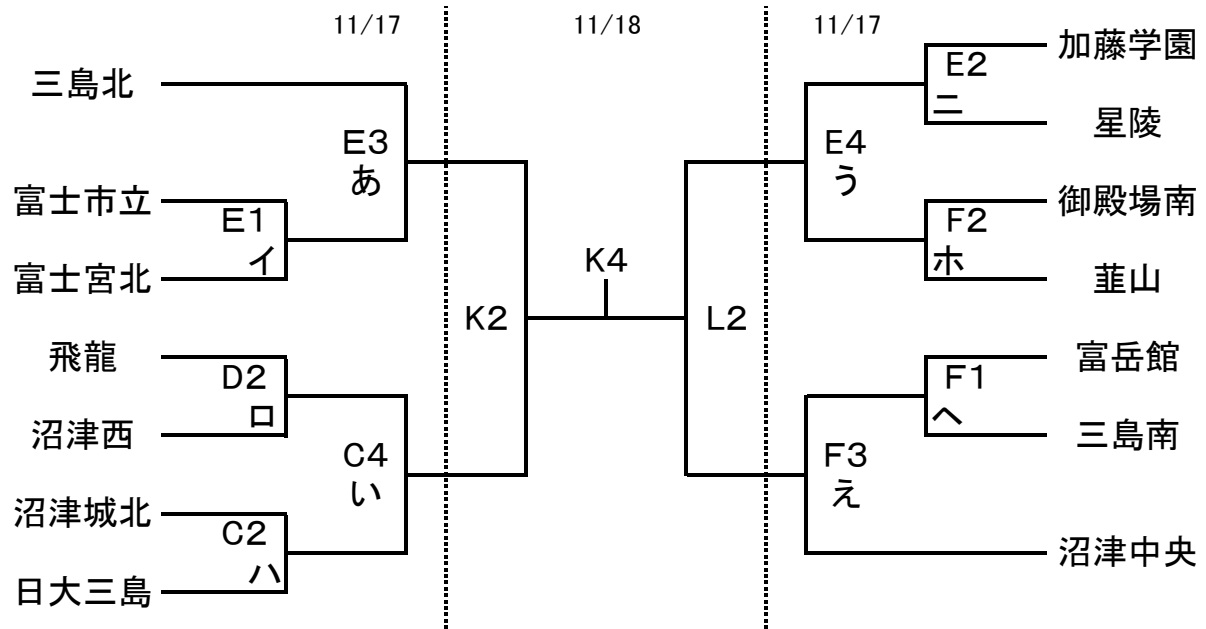 11/17
11/18
11/17
三島北
富士市立
富士宮北
飛龍
沼津西
沼津城北
日大三島
E3
あ
E1
イ
D2
ロ
C4
い
C2
ハ
K2
K4
L2
E4
う
F3
え
E2
ニ
F2
ホ
F1
ヘ
加藤学園
星陵
御殿場南
韮山
富岳館
三島南
沼津中央